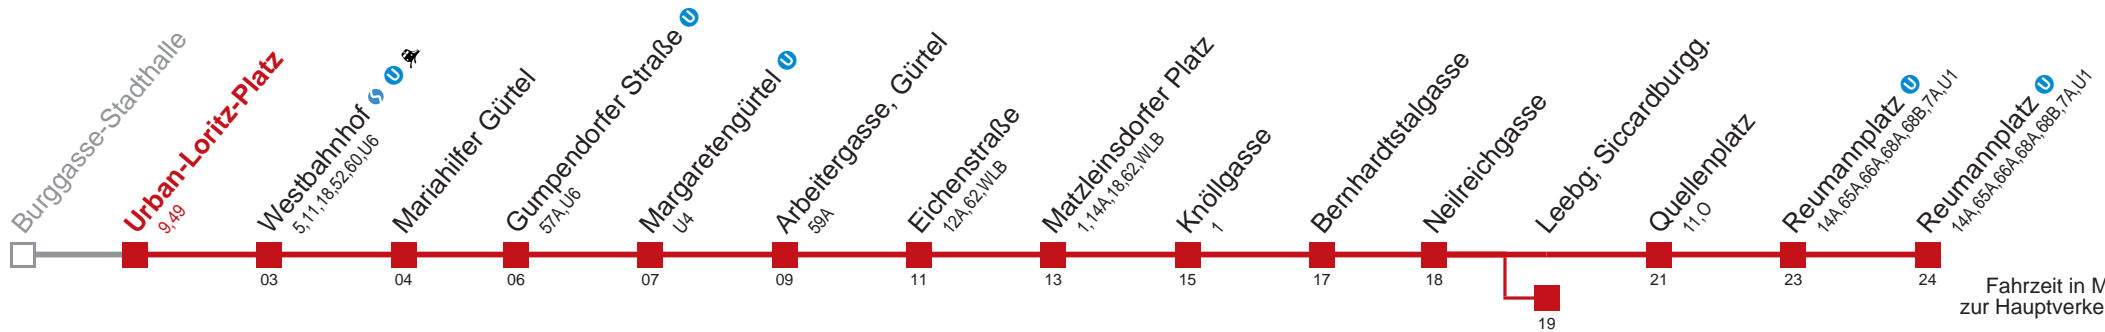 Burggasse-Stadthalle
Urban-Loritz-Platz
9,49
Westbahnhof S U
5,11,18,52,60,U6
03
Mariahilfer Gürtel
04
Gumpendorfer Straße U
57A,U6
06
Margaretengürtel U
U4
07
Arbeitergasse, Gürtel
59A
09
Eichenstraße
12A,62,WLB
11
Matzleinsdorfer Platz
1,14A,18,62,WLB
13
Knöllgasse
1
15
Bernhardtstalgasse
17
Neilreichgasse
18
Leebg; Siccardburgg.
19
Quellenplatz
11,O
21
Reumannplatz U
14A,65A,66A,68A,68B,7A,U1
23
Reumannplatz U
14A,65A,66A,68A,68B,7A,U1
24
Fahrzeit in M
zur Hauptverke